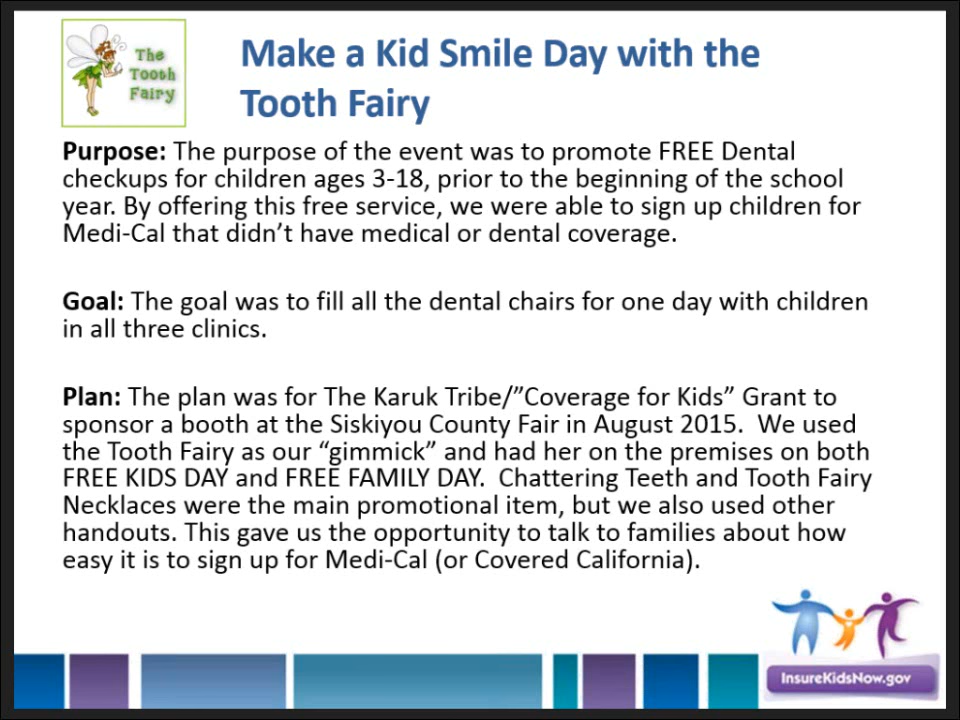 The
Tooth
Fairy
Make a Kid Smile Day with the
Tooth Fairy
Purpose: The purpose of the event was to promote FREE Dental
checkups for children ages 3-18, prior to the beginning of the school
year. By offering this free service, we were able to sign up children for
Medi-Cal that didn’t have medical or dental coverage.
Goal: The goal was to fill all the dental chairs for one day with children
in all three clinics.
Plan: The plan was for The Karuk Tribe/”Coverage for Kids” Grant to
sponsor a booth at the Siskiyou County Fair in August 2015.  We used
the Tooth Fairy as our “gimmick” and had her on the premises on both
FREE KIDS DAY and FREE FAMILY DAY.  Chattering Teeth and Tooth Fairy
Necklaces were the main promotional item, but we also used other
handouts. This gave us the opportunity to talk to families about how
easy it is to sign up for Medi-Cal (or Covered California).
InsureKidsNow.gov